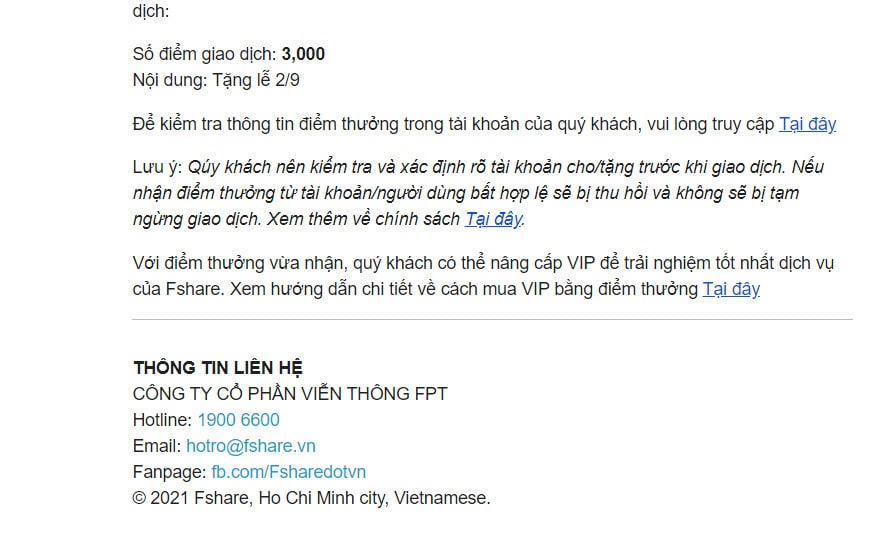 dịch:
Số điểm giao dịch: 3,000
Nội dung: Tặng lễ 2/9
Để kiểm tra thông tin điểm thưởng trong tài khoản của quý khách, vui lòng truy cập Tại đây
Lưu ý: Qúy khách nên kiểm tra và xác định rõ tài khoản cho/tặng trước khi giao dịch. Nếu
nhận điểm thưởng từ tài khoản/người dùng bất hợp lệ sẽ bị thu hồi và không sẽ bị tạm
ngừng giao dịch. Xem thêm về chính sách Tại đây.
Với điểm thưởng vừa nhận, quý khách có thể nâng cấp VIP để trải nghiệm tốt nhất dịch vụ
của Fshare. Xem hướng dẫn chi tiết về cách mua VIP bằng điểm thưởng Tại đây
THÔNG TIN LIÊN HỆ
CÔNG TY CỔ PHẦN VIỄN THÔNG FPT
Hotline: 1900 6600
Email: hotro@fshare.vn
Fanpage: fb.com/Fsharedotvn
© 2021 Fshare, Ho Chi Minh city, Vietnamese.